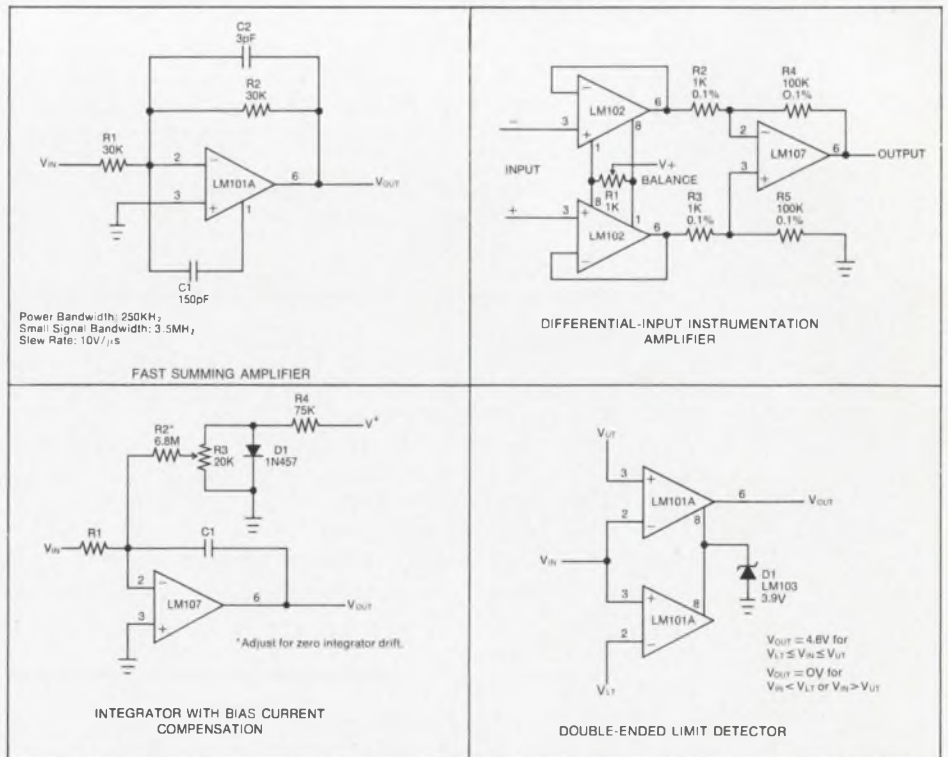 C2
3pF
R2
30K
R1
30K
VIN
2
−
LM101A
6
VOUT
3
+
1
C1
150pF
Power Bandwidth: 250KHz
Small Signal Bandwidth: 3.5MHz
Slew Rate: 10V/μs
FAST SUMMING AMPLIFIER
−
LM102
6
R2
1K
0.1%
R4
100K
0.1%
−
3
+
8
1
2
−
LM107
6
OUTPUT
3
+
INPUT
V+
BALANCE
R1
1K
+
3
8
+
1
LM102
6
−
R3
1K
0.1%
R5
100K
0.1%
DIFFERENTIAL-INPUT INSTRUMENTATION
AMPLIFIER
R4
75K
V+
R2*
6.8M
R3
20K
D1
1N457
VIN
R1
C1
2
−
LM107
6
VOUT
3
+
*Adjust for zero integrator drift.
INTEGRATOR WITH BIAS CURRENT
COMPENSATION
VUT
3
+
LM101A
6
VOUT
2
−
8
VIN
D1
LM103
3.9V
3
+
LM101A
8
2
−
VLT
VOUT = 4.6V for
VLT ≤ VIN ≤ VUT
VOUT = OV for
VIN < VLT or VIN > VUT
DOUBLE-ENDED LIMIT DETECTOR